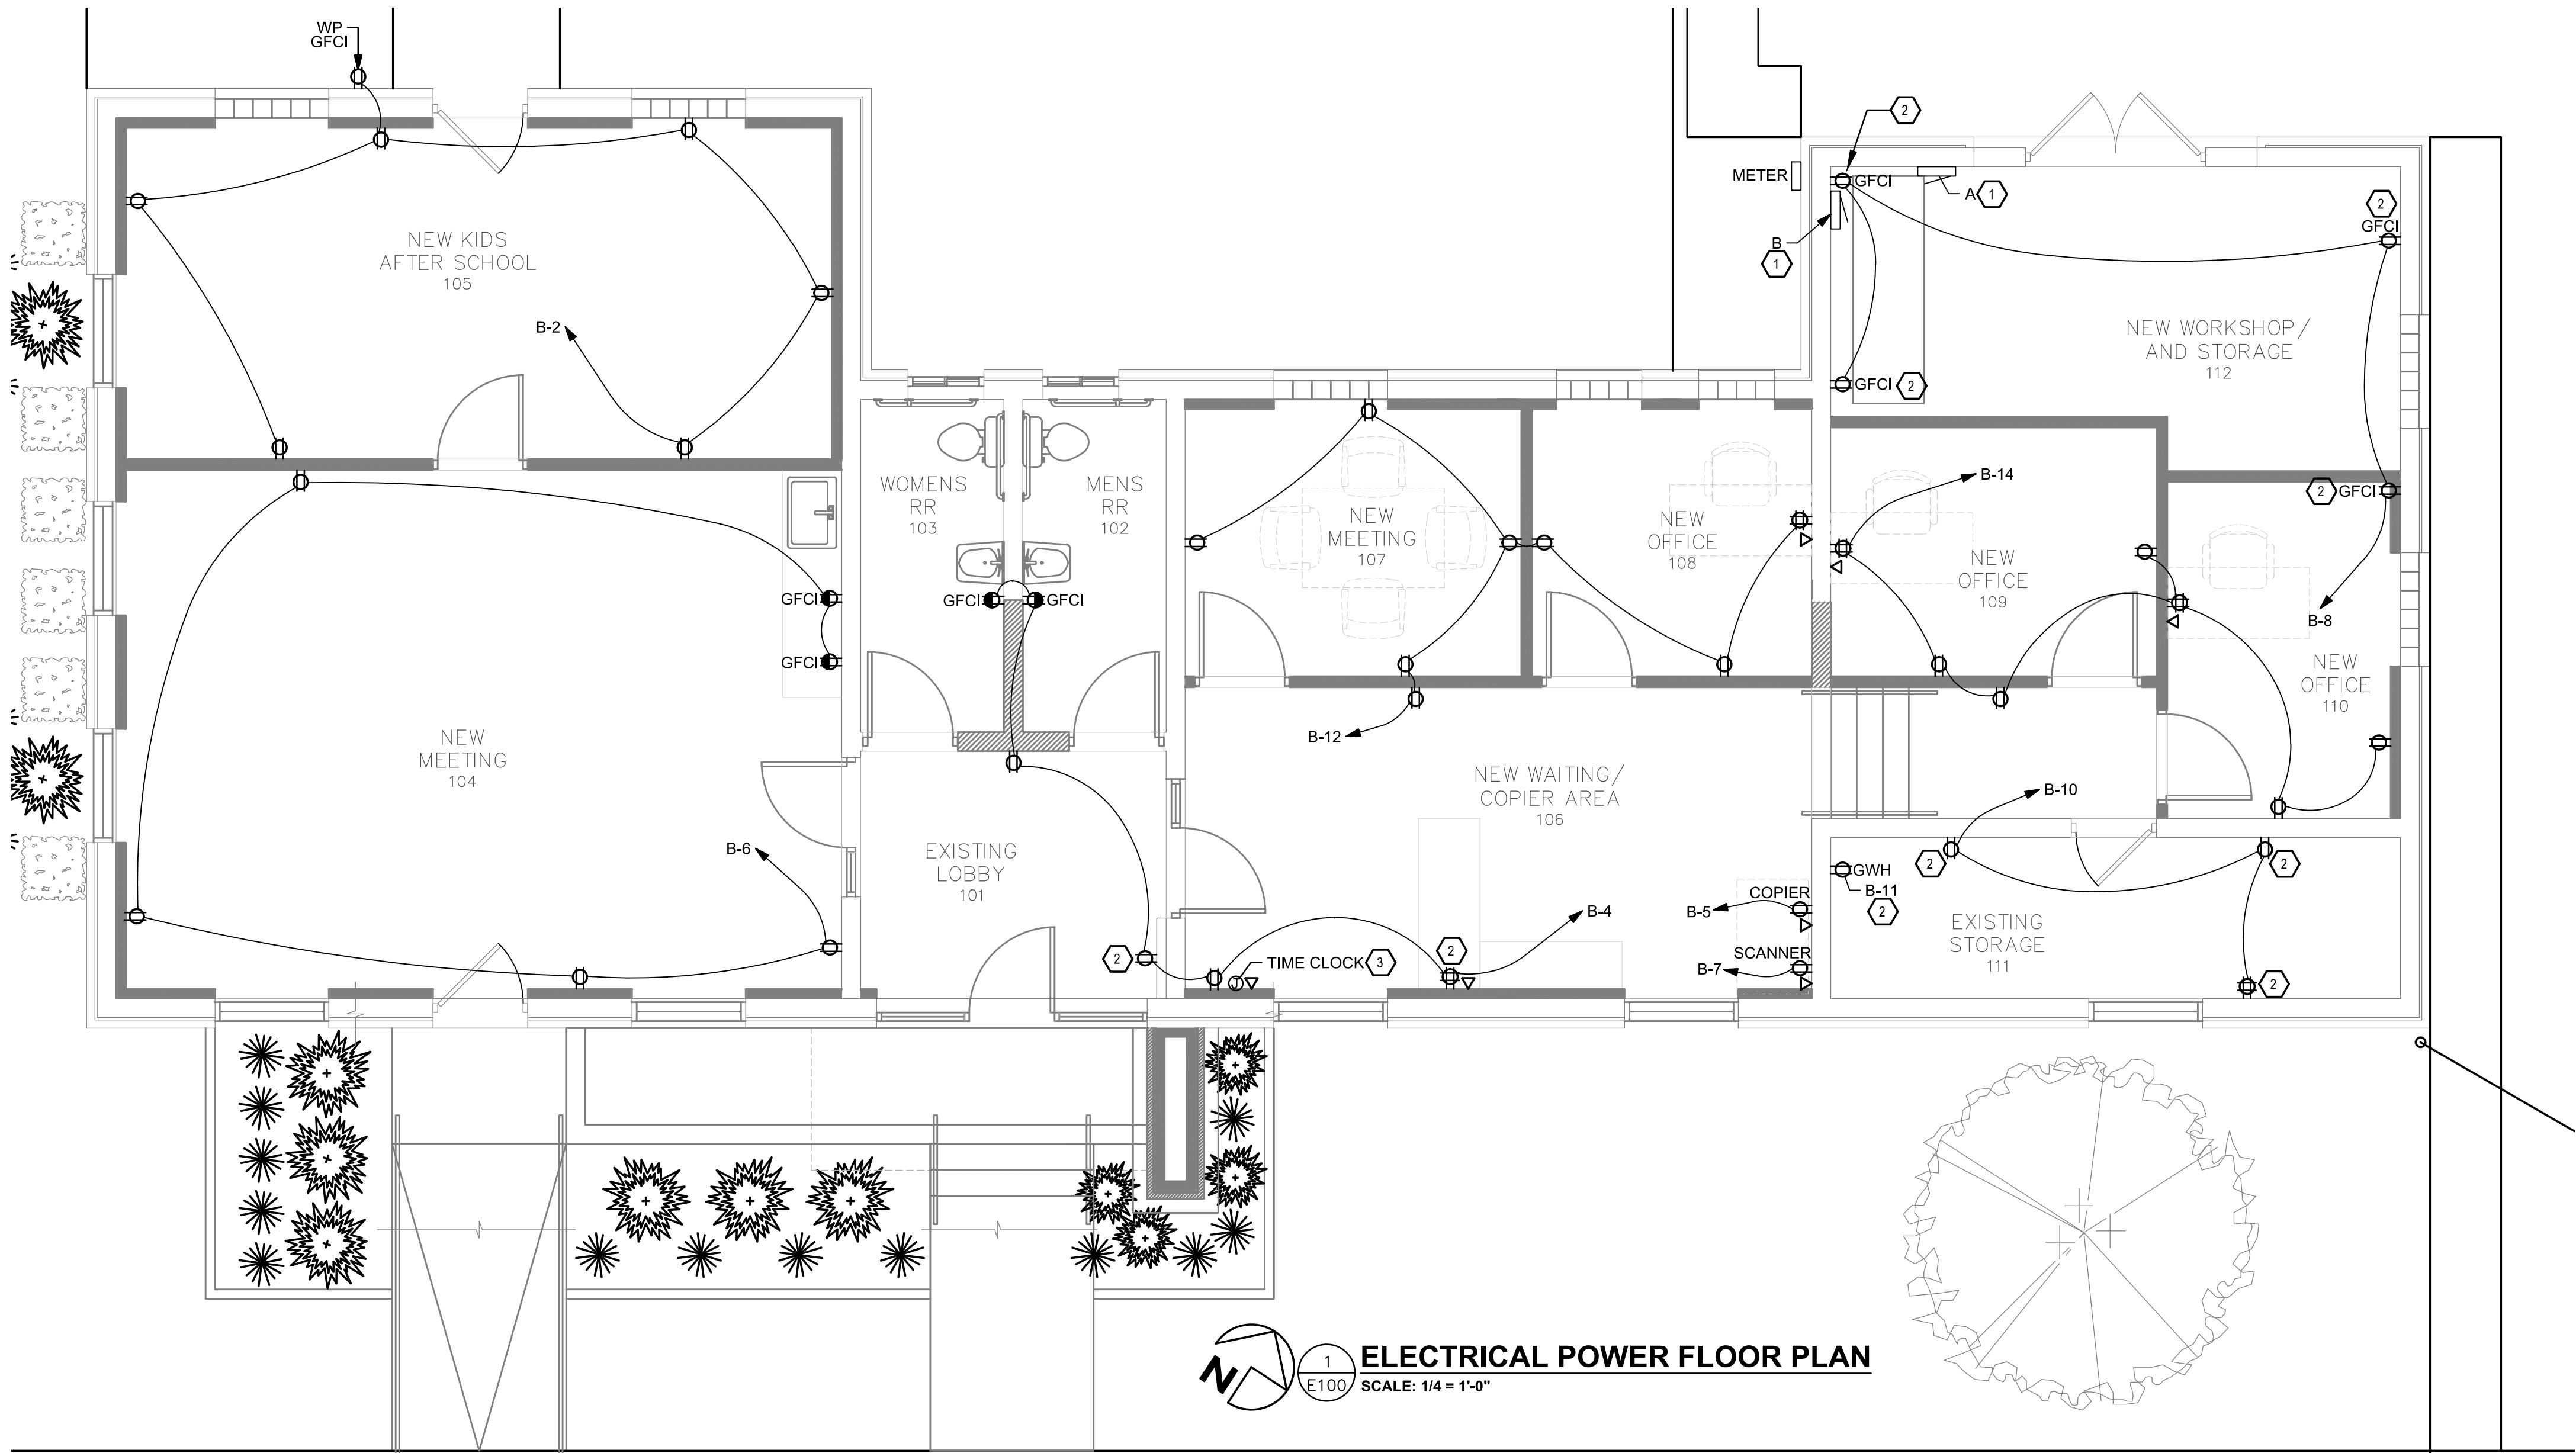 WP
GFCI
2
METER
GFCI
A 1
2
GFCI
B
1
NEW KIDS
AFTER SCHOOL
105
B-2
NEW WORKSHOP/
AND STORAGE
112
GFCI 2
WOMENS
RR
103
MENS
RR
102
NEW
MEETING
107
NEW
OFFICE
108
B-14
NEW
OFFICE
109
2 GFCI
B-8
NEW
OFFICE
110
GFCI
GFCI
GFCI
GFCI
NEW
MEETING
104
B-12
NEW WAITING/
COPIER AREA
106
B-10
B-6
EXISTING
LOBBY
101
2
2
2
GWH
B-11
2
COPIER
B-5
B-4
EXISTING
STORAGE
111
SCANNER
B-7
2
TIME CLOCK 3
J
2
2
N
1
E100
ELECTRICAL POWER FLOOR PLAN
SCALE: 1/4 = 1'-0"